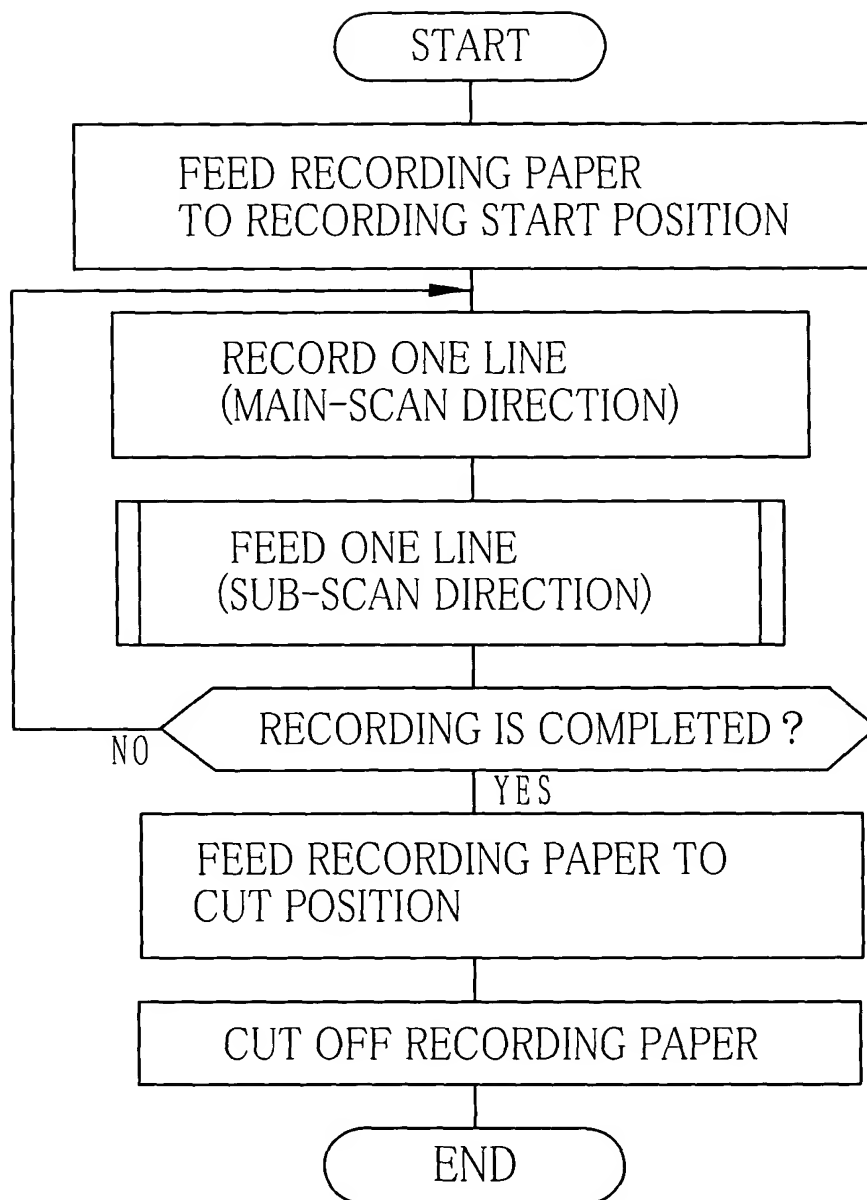 START
FEED RECORDING PAPER
TO RECORDING START POSITION
RECORD ONE LINE
(MAIN-SCAN DIRECTION)
FEED ONE LINE
(SUB-SCAN DIRECTION)
RECORDING IS COMPLETED ?
NO
YES
FEED RECORDING PAPER TO
CUT POSITION
CUT OFF RECORDING PAPER
END